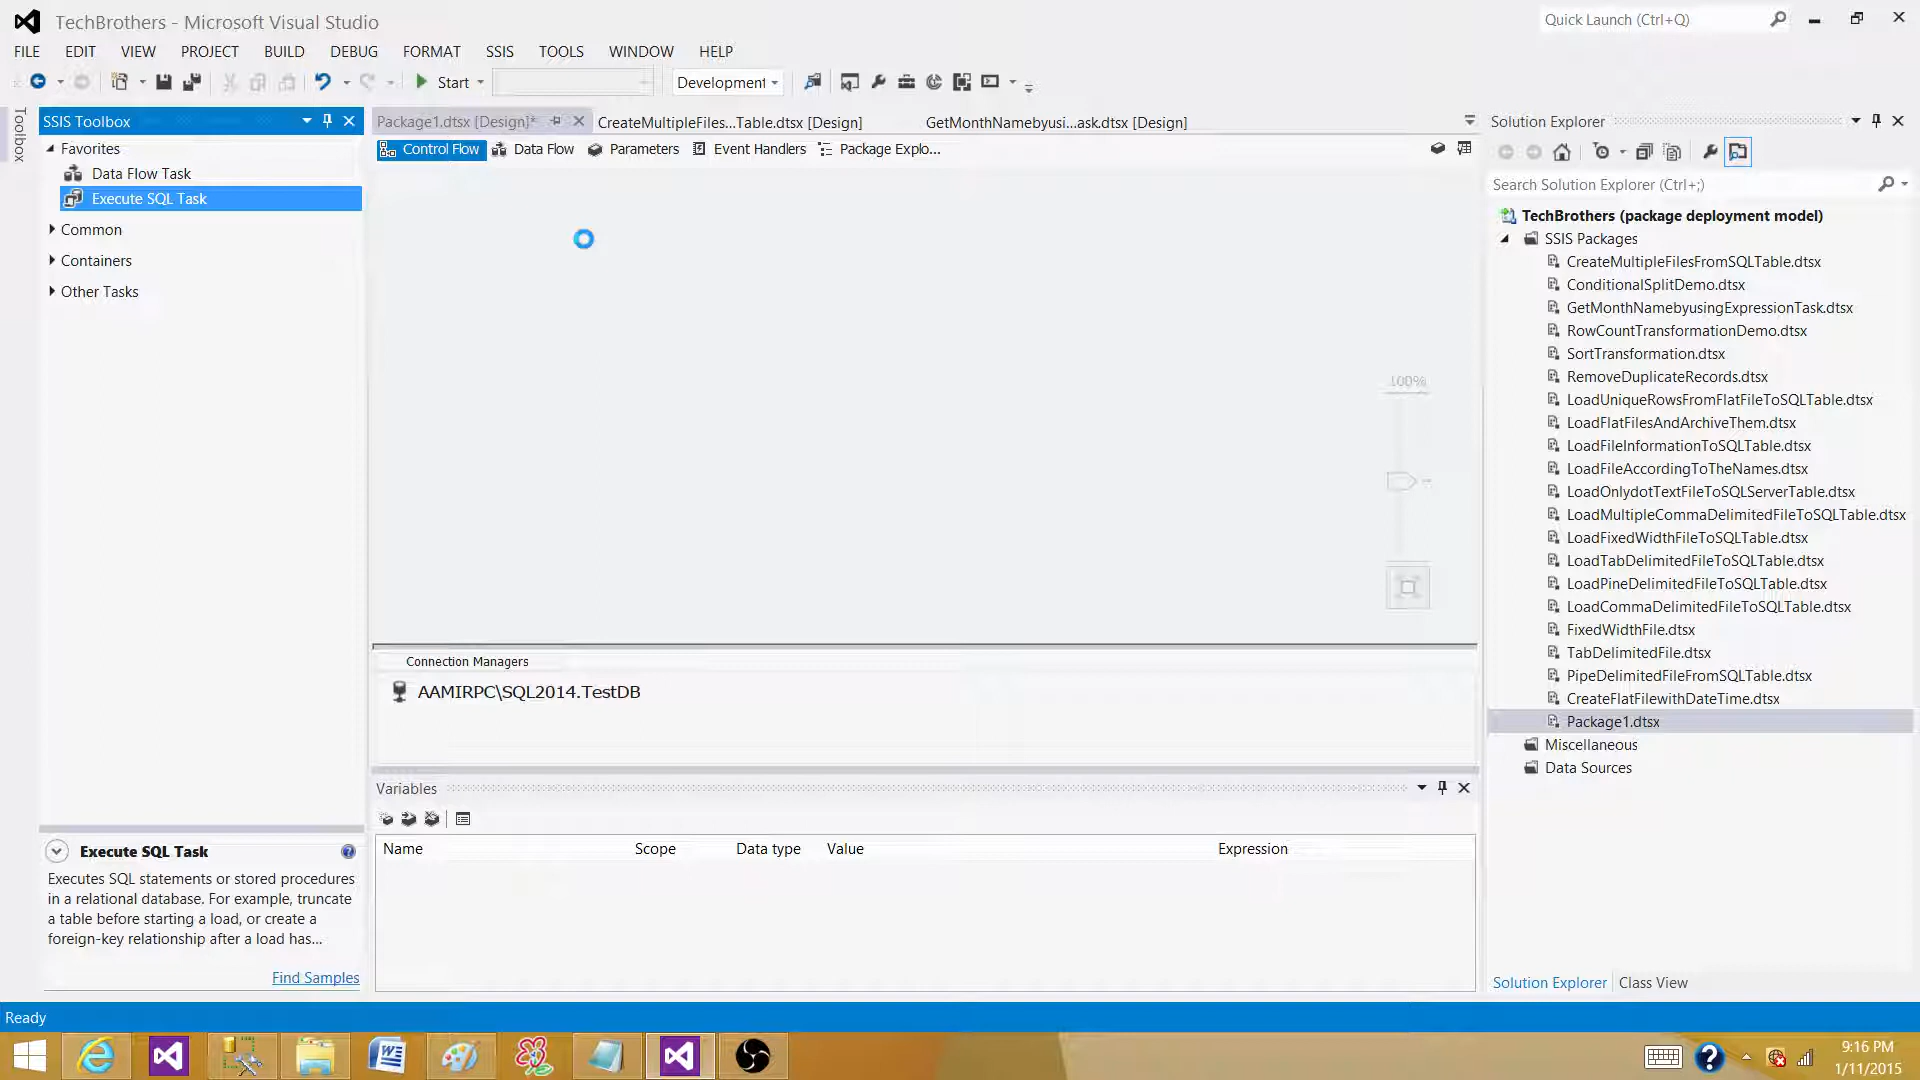 TechBrothers - Microsoft Visual Studio
Quick Launch (Ctrl+Q)
FILE EDIT VIEW PROJECT BUILD DEBUG FORMAT SSIS TOOLS WINDOW HELP
Start
Development
Toolbox
SSIS Toolbox
Favorites
Data Flow Task
Execute SQL Task
Common
Containers
Other Tasks
Execute SQL Task
Executes SQL statements or stored procedures
in a relational database. For example, truncate
a table before starting a load, or create a
foreign-key relationship after a load has...
Find Samples
Package1.dtsx [Design]*
CreateMultipleFiles...Table.dtsx [Design]
GetMonthNamebyusi...ask.dtsx [Design]
Control Flow
Data Flow
Parameters
Event Handlers
Package Explo...
100%
Connection Managers
AAMIRPC\SQL2014.TestDB
Variables
Name Scope Data type Value Expression
Solution Explorer
Search Solution Explorer (Ctrl+;)
TechBrothers (package deployment model)
SSIS Packages
CreateMultipleFilesFromSQLTable.dtsx
ConditionalSplitDemo.dtsx
GetMonthNamebyusingExpressionTask.dtsx
RowCountTransformationDemo.dtsx
SortTransformation.dtsx
RemoveDuplicateRecords.dtsx
LoadUniqueRowsFromFlatFileToSQLTable.dtsx
LoadFlatFilesAndArchiveThem.dtsx
LoadFileInformationToSQLTable.dtsx
LoadFileAccordingToTheNames.dtsx
LoadOnlydotTextFileToSQLServerTable.dtsx
LoadMultipleCommaDelimitedFileToSQLTable.dtsx
LoadFixedWidthFileToSQLTable.dtsx
LoadTabDelimitedFileToSQLTable.dtsx
LoadPineDelimitedFileToSQLTable.dtsx
LoadCommaDelimitedFileToSQLTable.dtsx
FixedWidthFile.dtsx
TabDelimitedFile.dtsx
PipeDelimitedFileFromSQLTable.dtsx
CreateFlatFilewithDateTime.dtsx
Package1.dtsx
Miscellaneous
Data Sources
Solution Explorer Class View
Ready
9:16 PM
1/11/2015